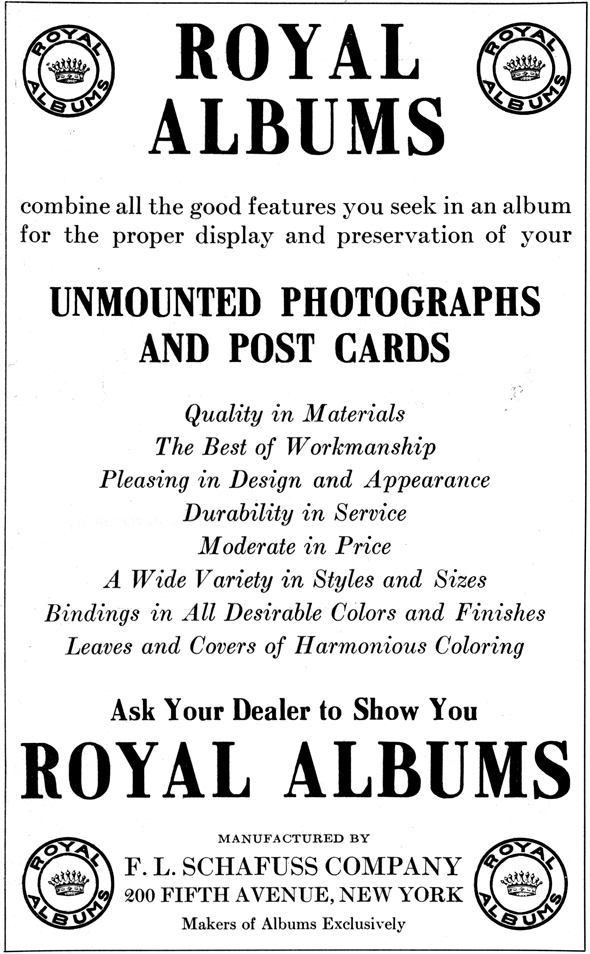 ROYAL ALBUMS
ROYAL ALBUMS
ROYAL
ALBUMS
combine all the good features you seek in an album
for the proper display and preservation of your
UNMOUNTED PHOTOGRAPHS
AND POST CARDS
Quality in Materials
The Best of Workmanship
Pleasing in Design and Appearance
Durability in Service
Moderate in Price
A Wide Variety in Styles and Sizes
Bindings in All Desirable Colors and Finishes
Leaves and Covers of Harmonious Coloring
Ask Your Dealer to Show You
ROYAL ALBUMS
ROYAL ALBUMS
MANUFACTURED BY
F. L. SCHAFUSS COMPANY
200 FIFTH AVENUE, NEW YORK
Makers of Albums Exclusively
ROYAL ALBUMS